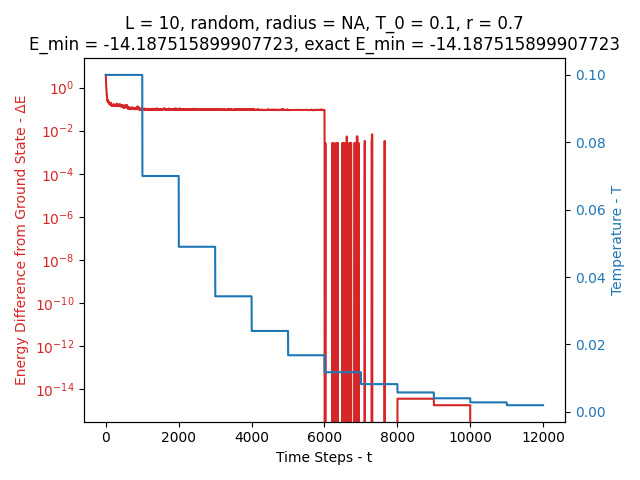 L = 10, random, radius = NA, T_0 = 0.1, r = 0.7
E_min = -14.187515899907723, exact E_min = -14.187515899907723
Energy Difference from Ground State - ΔE
10⁰
10⁻²
10⁻⁴
10⁻⁶
10⁻⁸
10⁻¹⁰
10⁻¹²
10⁻¹⁴
0.10
0.08
0.06
0.04
0.02
0.00
Temperature - T
0 2000 4000 6000 8000 10000 12000
Time Steps - t